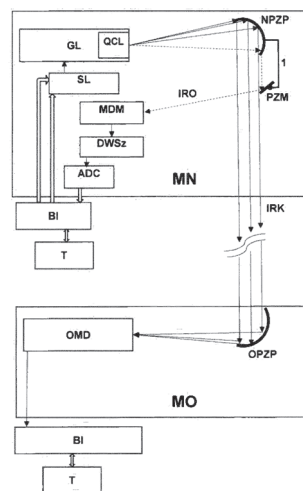 NPZP
GL
QCL
1
SL
PZM
IRO
MDM
DWSz
ADC
MN
IRK
BI
T
OMD
OPZP
MO
BI
T